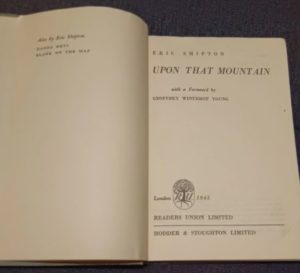 Also by Eric Shipton
NANDA DEVI
BLANK ON THE MAP
ERIC SHIPTON
UPON THAT MOUNTAIN
with a Foreword by
GEOFFREY WINTHROP YOUNG
London 1945
READERS UNION LIMITED
HODDER & STOUGHTON LIMITED